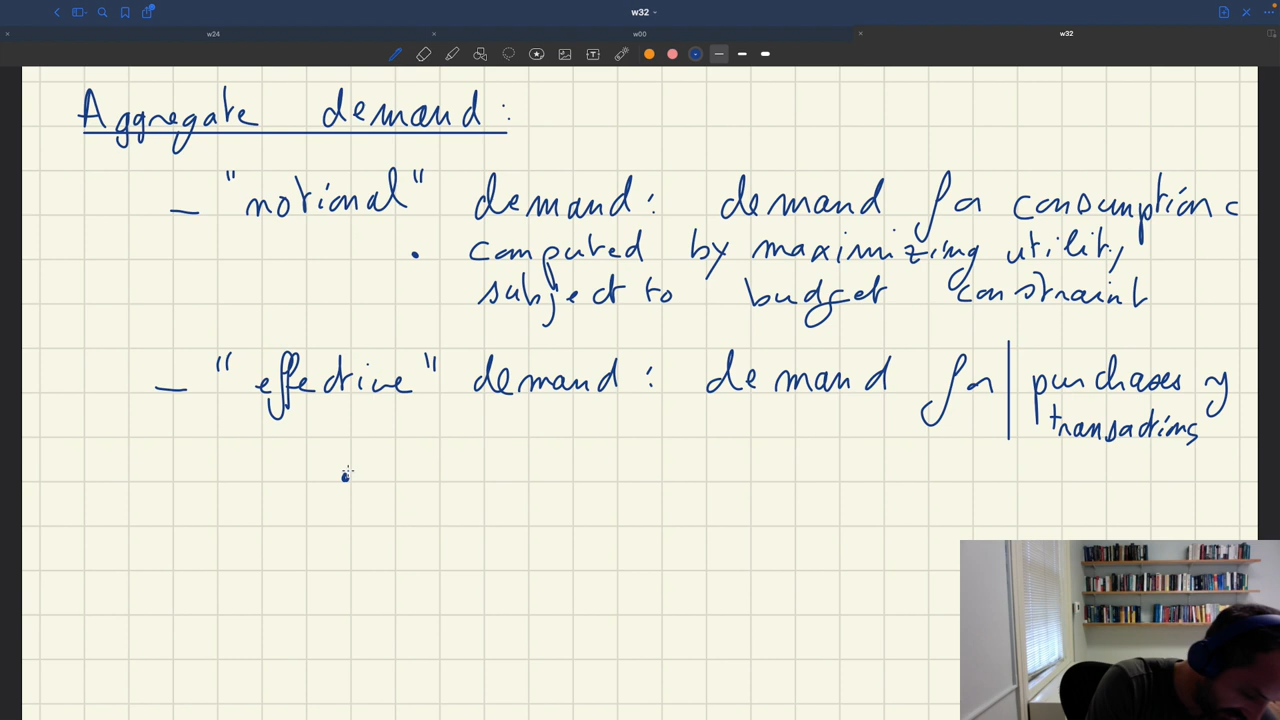 w32
w24
w00
w32
Aggregate demand:
– "notional" demand: demand for consumption c
• computed by maximizing utility,
subject to budget constraint
– "effective" demand: demand for | purchases y
transactions
•